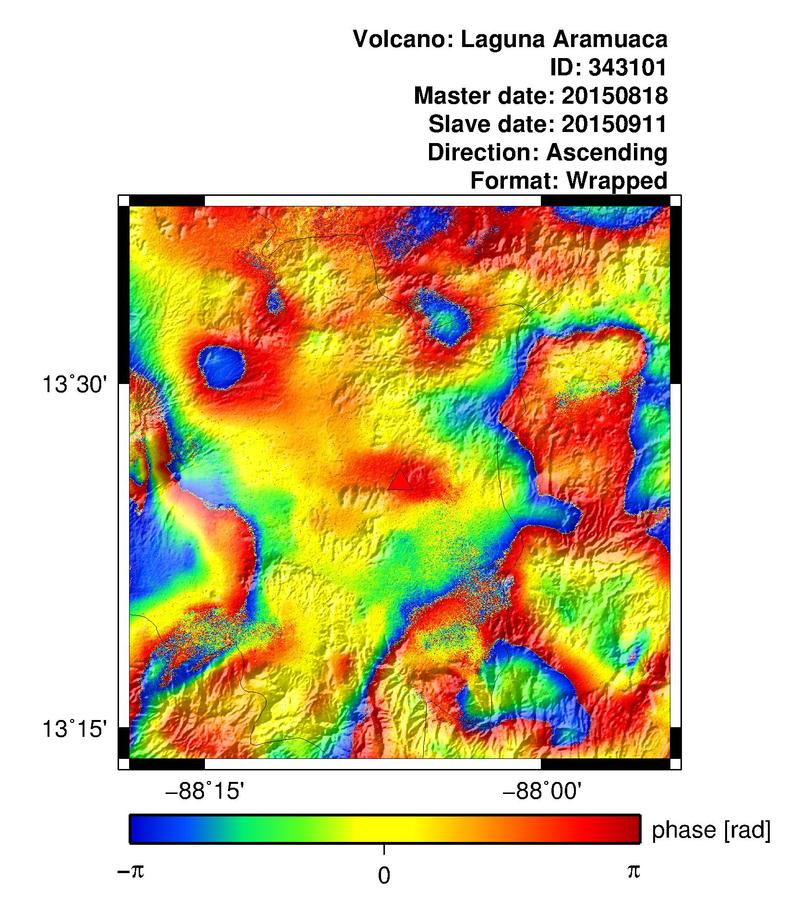 Volcano: Laguna Aramuaca
ID: 343101
Master date: 20150818
Slave date: 20150911
Direction: Ascending
Format: Wrapped
13˚30'
13˚15'
−88˚15' −88˚00'
phase [rad]
−π 0 π